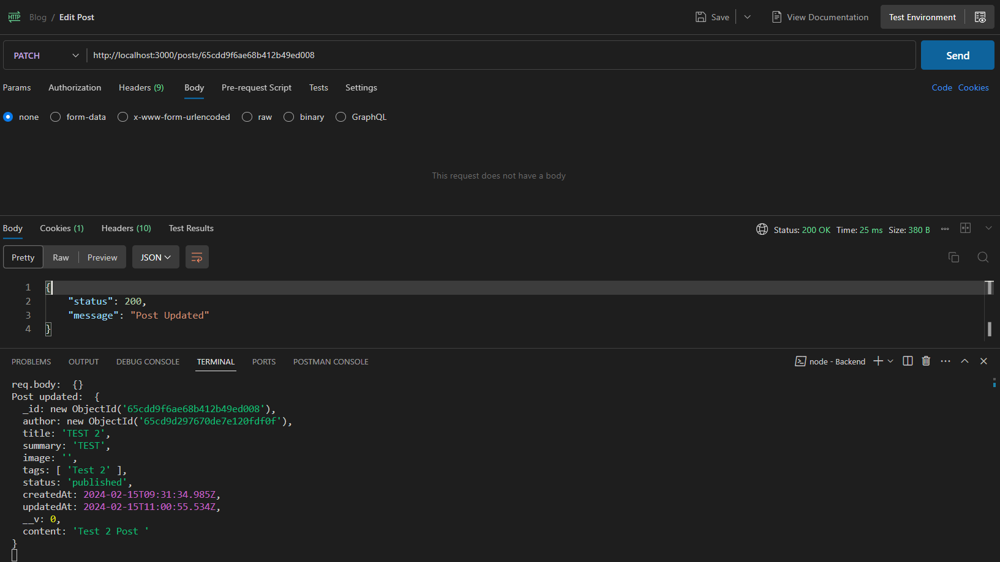 HTTP Blog / Edit Post Save View Documentation Test Environment
PATCH http://localhost:3000/posts/65cdd9f6ae68b412b49ed008 Send
Params Authorization Headers (9) Body Pre-request Script Tests Settings Code Cookies
none form-data x-www-form-urlencoded raw binary GraphQL
This request does not have a body
Body Cookies (1) Headers (10) Test Results Status: 200 OK Time: 25 ms Size: 380 B
Pretty Raw Preview JSON
1 {
2 "status": 200,
3 "message": "Post Updated"
4 }
PROBLEMS OUTPUT DEBUG CONSOLE TERMINAL PORTS POSTMAN CONSOLE node - Backend
req.body:  {}
Post updated:  {
  _id: new ObjectId('65cdd9f6ae68b412b49ed008'),
  author: new ObjectId('65cd9d297670de7e120fdf0f'),
  title: 'TEST 2',
  summary: 'TEST',
  image: '',
  tags: [ 'Test 2' ],
  status: 'published',
  createdAt: 2024-02-15T09:31:34.985Z,
  updatedAt: 2024-02-15T11:00:55.534Z,
  __v: 0,
  content: 'Test 2 Post '
}